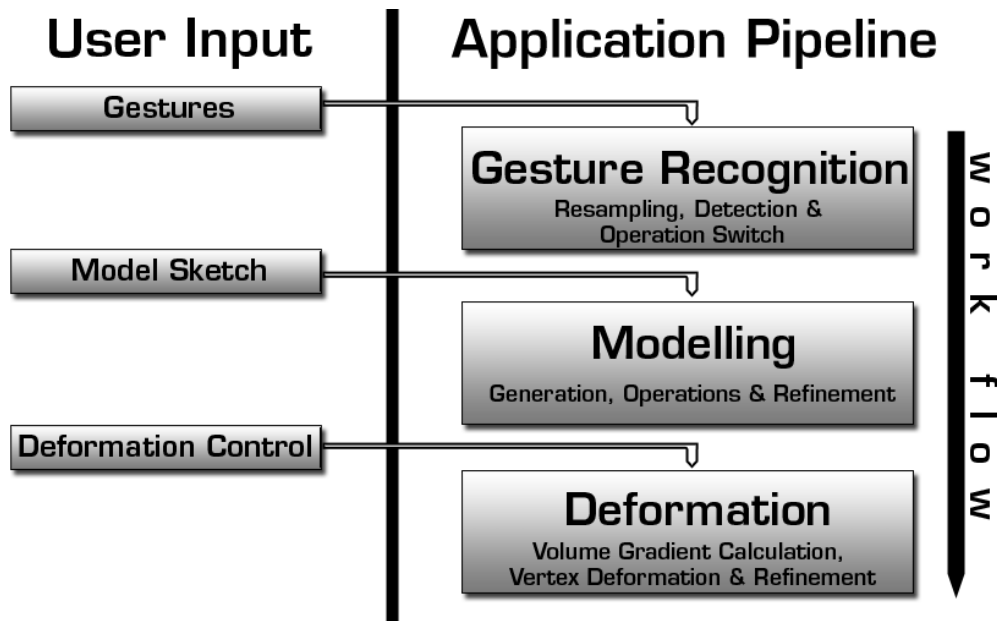 User Input
Application Pipeline
Gestures
Gesture Recognition
Resampling, Detection &
Operation Switch
Model Sketch
Modelling
Generation, Operations & Refinement
Deformation Control
Deformation
Volume Gradient Calculation,
Vertex Deformation & Refinement
work flow